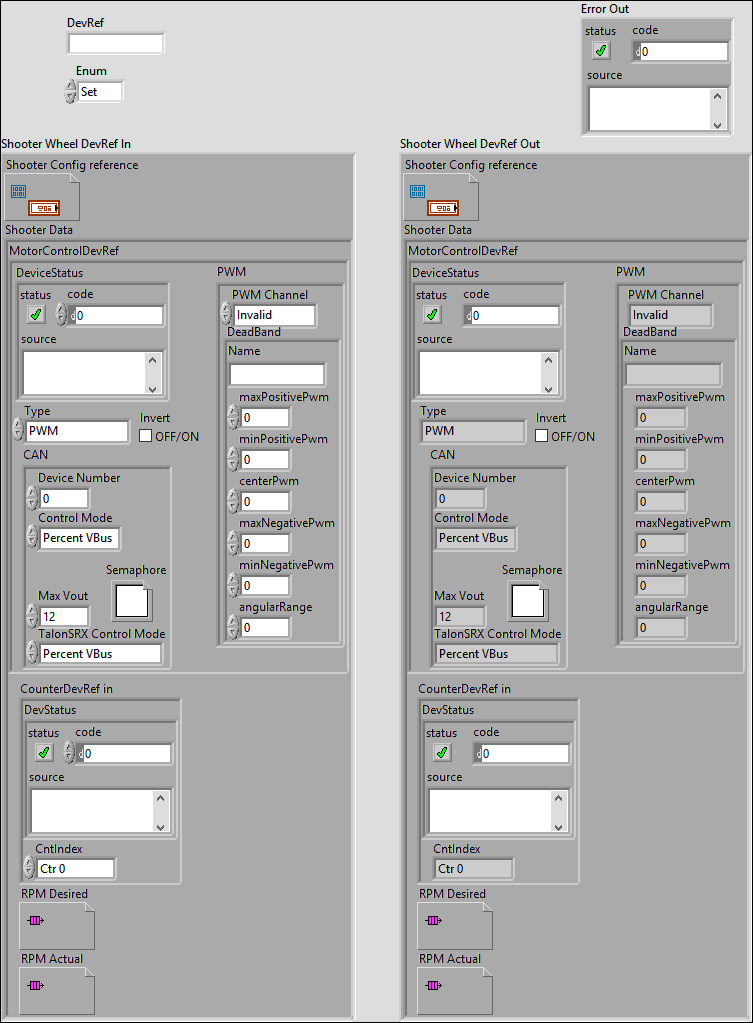 DevRef
Enum
Set
Error Out
status code
0
source
Shooter Wheel DevRef In
Shooter Config reference
Shooter Data
MotorControlDevRef
DeviceStatus
status code
d0
source
Type
PWM
Invert
OFF/ON
CAN
Device Number
0
Control Mode
Percent VBus
Semaphore
Max Vout
12
TalonSRX Control Mode
Percent VBus
PWM
PWM Channel
Invalid
DeadBand
Name
maxPositivePwm
0
minPositivePwm
0
centerPwm
0
maxNegativePwm
0
minNegativePwm
0
angularRange
0
CounterDevRef in
DevStatus
status code
d0
source
CntIndex
Ctr 0
RPM Desired
RPM Actual
Shooter Wheel DevRef Out
Shooter Config reference
Shooter Data
MotorControlDevRef
DeviceStatus
status code
d0
source
Type
PWM
Invert
OFF/ON
CAN
Device Number
0
Control Mode
Percent VBus
Semaphore
Max Vout
12
TalonSRX Control Mode
Percent VBus
PWM
PWM Channel
Invalid
DeadBand
Name
maxPositivePwm
0
minPositivePwm
0
centerPwm
0
maxNegativePwm
0
minNegativePwm
0
angularRange
0
CounterDevRef in
DevStatus
status code
d0
source
CntIndex
Ctr 0
RPM Desired
RPM Actual